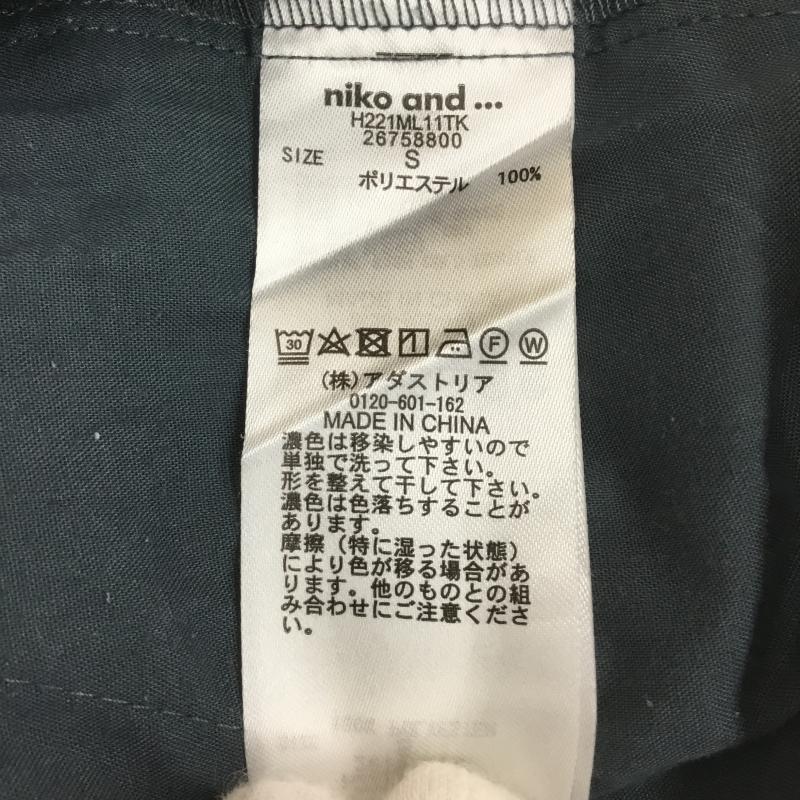 niko and ...
H221ML11TK
26758800
SIZE S
ポリエステル 100%
30 F W
(株)アダストリア
0120-601-162
MADE IN CHINA
濃色は移染しやすいので
単独で洗って下さい。
形を整えて干して下さい。
濃色は色落ちすることが
あります。
摩擦（特に湿った状態）
により色が移る場合があ
ります。他のものとの組
み合わせにご注意くださ
い。